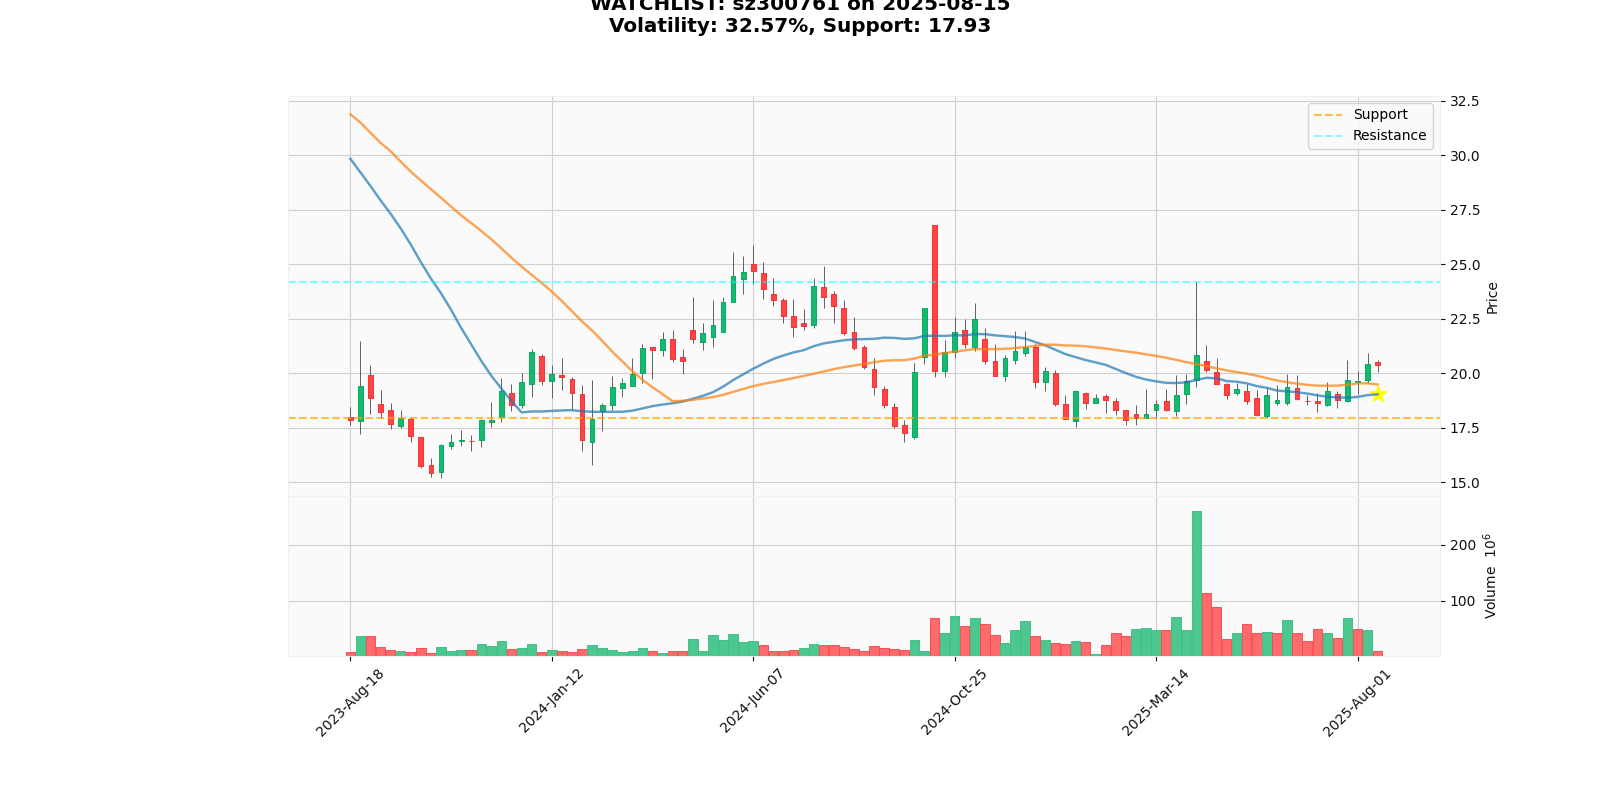 WATCHLIST: sz300761 on 2025-08-15
Volatility: 32.57%, Support: 17.93
Support
Resistance
32.5
30.0
27.5
25.0
22.5
20.0
17.5
15.0
Price
200
100
Volume 10⁶
2023-Aug-18
2024-Jan-12
2024-Jun-07
2024-Oct-25
2025-Mar-14
2025-Aug-01